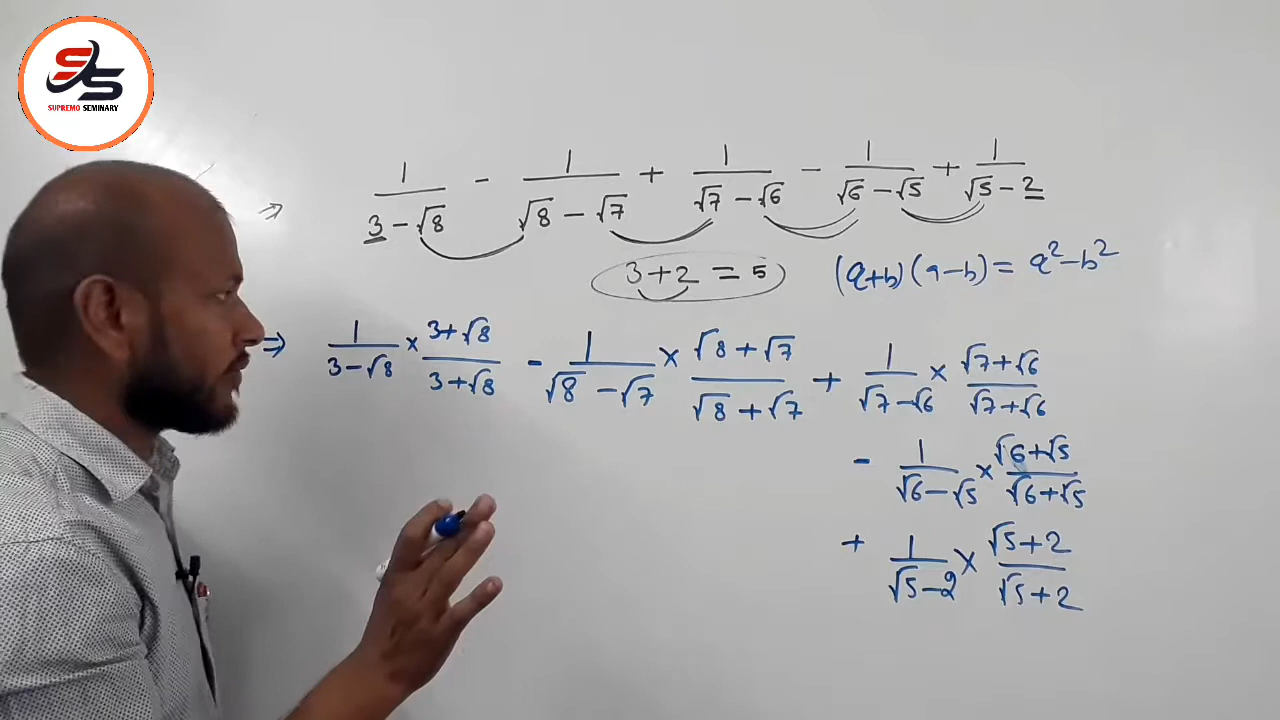 SS
SUPREMO SEMINARY
⇒ 1/(3 − √8) − 1/(√8 − √7) + 1/(√7 − √6) − 1/(√6 − √5) + 1/(√5 − 2)
3 + 2 = 5
(a+b)(a−b) = a² − b²
⇒ 1/(3 − √8) × (3 + √8)/(3 + √8) − 1/(√8 − √7) × (√8 + √7)/(√8 + √7) + 1/(√7 − √6) × (√7 + √6)/(√7 + √6)
− 1/(√6 − √5) × (√6 + √5)/(√6 + √5)
+ 1/(√5 − 2) × (√5 + 2)/(√5 + 2)